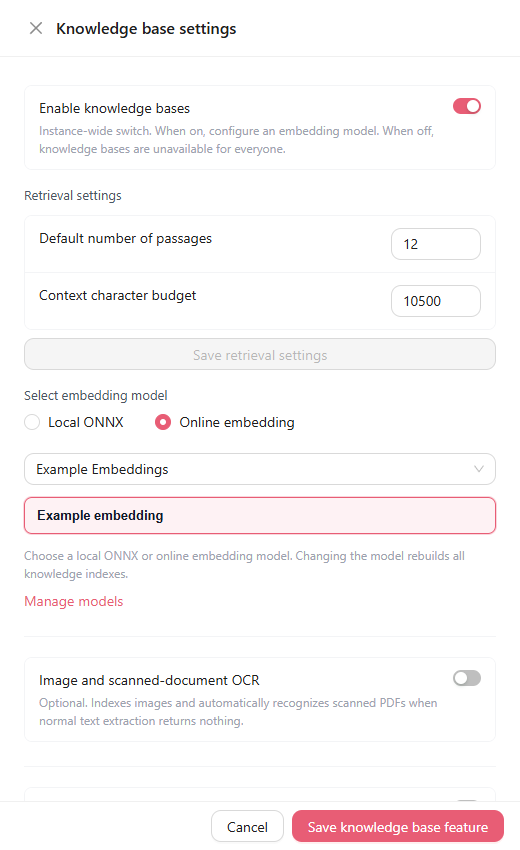 Knowledge base settings
Enable knowledge bases
Instance-wide switch. When on, configure an embedding model. When off,
knowledge bases are unavailable for everyone.
Retrieval settings
Default number of passages
12
Context character budget
10500
Save retrieval settings
Select embedding model
Local ONNX
Online embedding
Example Embeddings
Example embedding
Choose a local ONNX or online embedding model. Changing the model rebuilds all
knowledge indexes.
Manage models
Image and scanned-document OCR
Optional. Indexes images and automatically recognizes scanned PDFs when
normal text extraction returns nothing.
Cancel
Save knowledge base feature